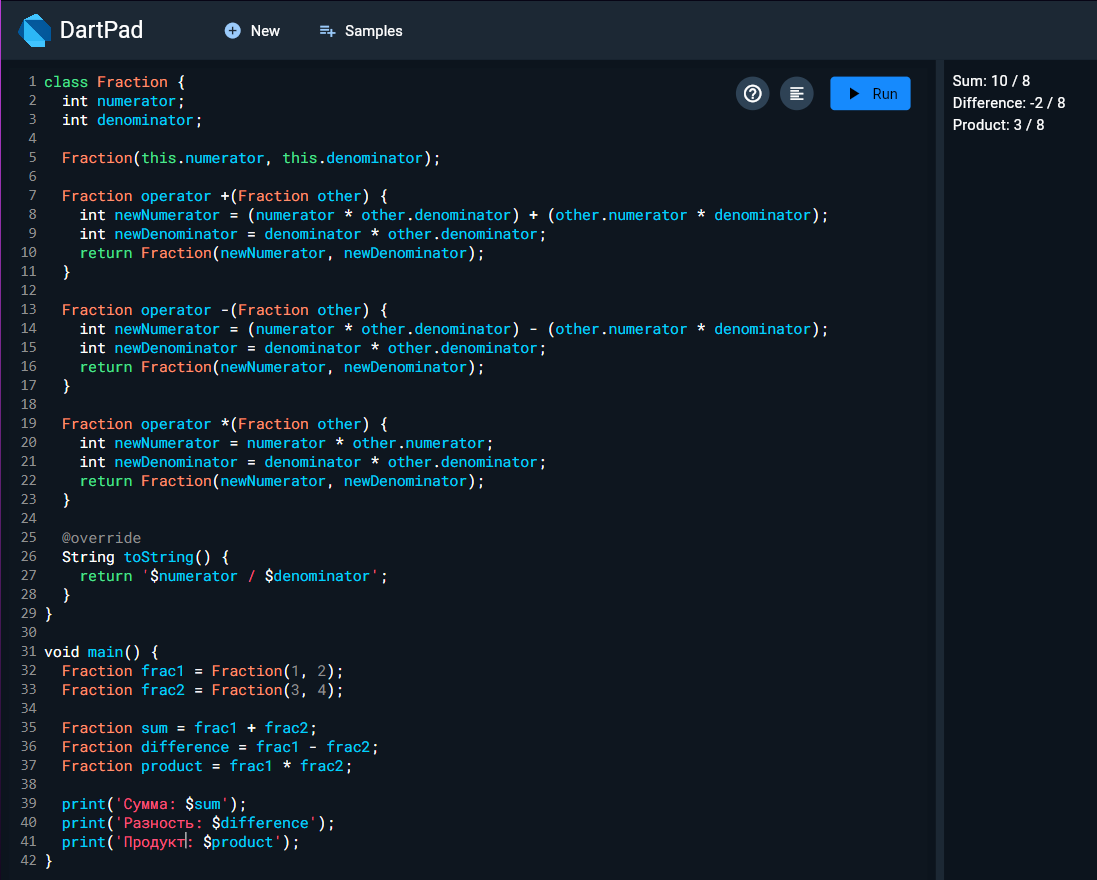 DartPad
New
Samples
Run
1 class Fraction {
2   int numerator;
3   int denominator;
4
5   Fraction(this.numerator, this.denominator);
6
7   Fraction operator +(Fraction other) {
8     int newNumerator = (numerator * other.denominator) + (other.numerator * denominator);
9     int newDenominator = denominator * other.denominator;
10     return Fraction(newNumerator, newDenominator);
11   }
12
13   Fraction operator -(Fraction other) {
14     int newNumerator = (numerator * other.denominator) - (other.numerator * denominator);
15     int newDenominator = denominator * other.denominator;
16     return Fraction(newNumerator, newDenominator);
17   }
18
19   Fraction operator *(Fraction other) {
20     int newNumerator = numerator * other.numerator;
21     int newDenominator = denominator * other.denominator;
22     return Fraction(newNumerator, newDenominator);
23   }
24
25   @override
26   String toString() {
27     return '$numerator / $denominator';
28   }
29 }
30
31 void main() {
32   Fraction frac1 = Fraction(1, 2);
33   Fraction frac2 = Fraction(3, 4);
34
35   Fraction sum = frac1 + frac2;
36   Fraction difference = frac1 - frac2;
37   Fraction product = frac1 * frac2;
38
39   print('Сумма: $sum');
40   print('Разность: $difference');
41   print('Продукт: $product');
42 }
Sum: 10 / 8
Difference: -2 / 8
Product: 3 / 8